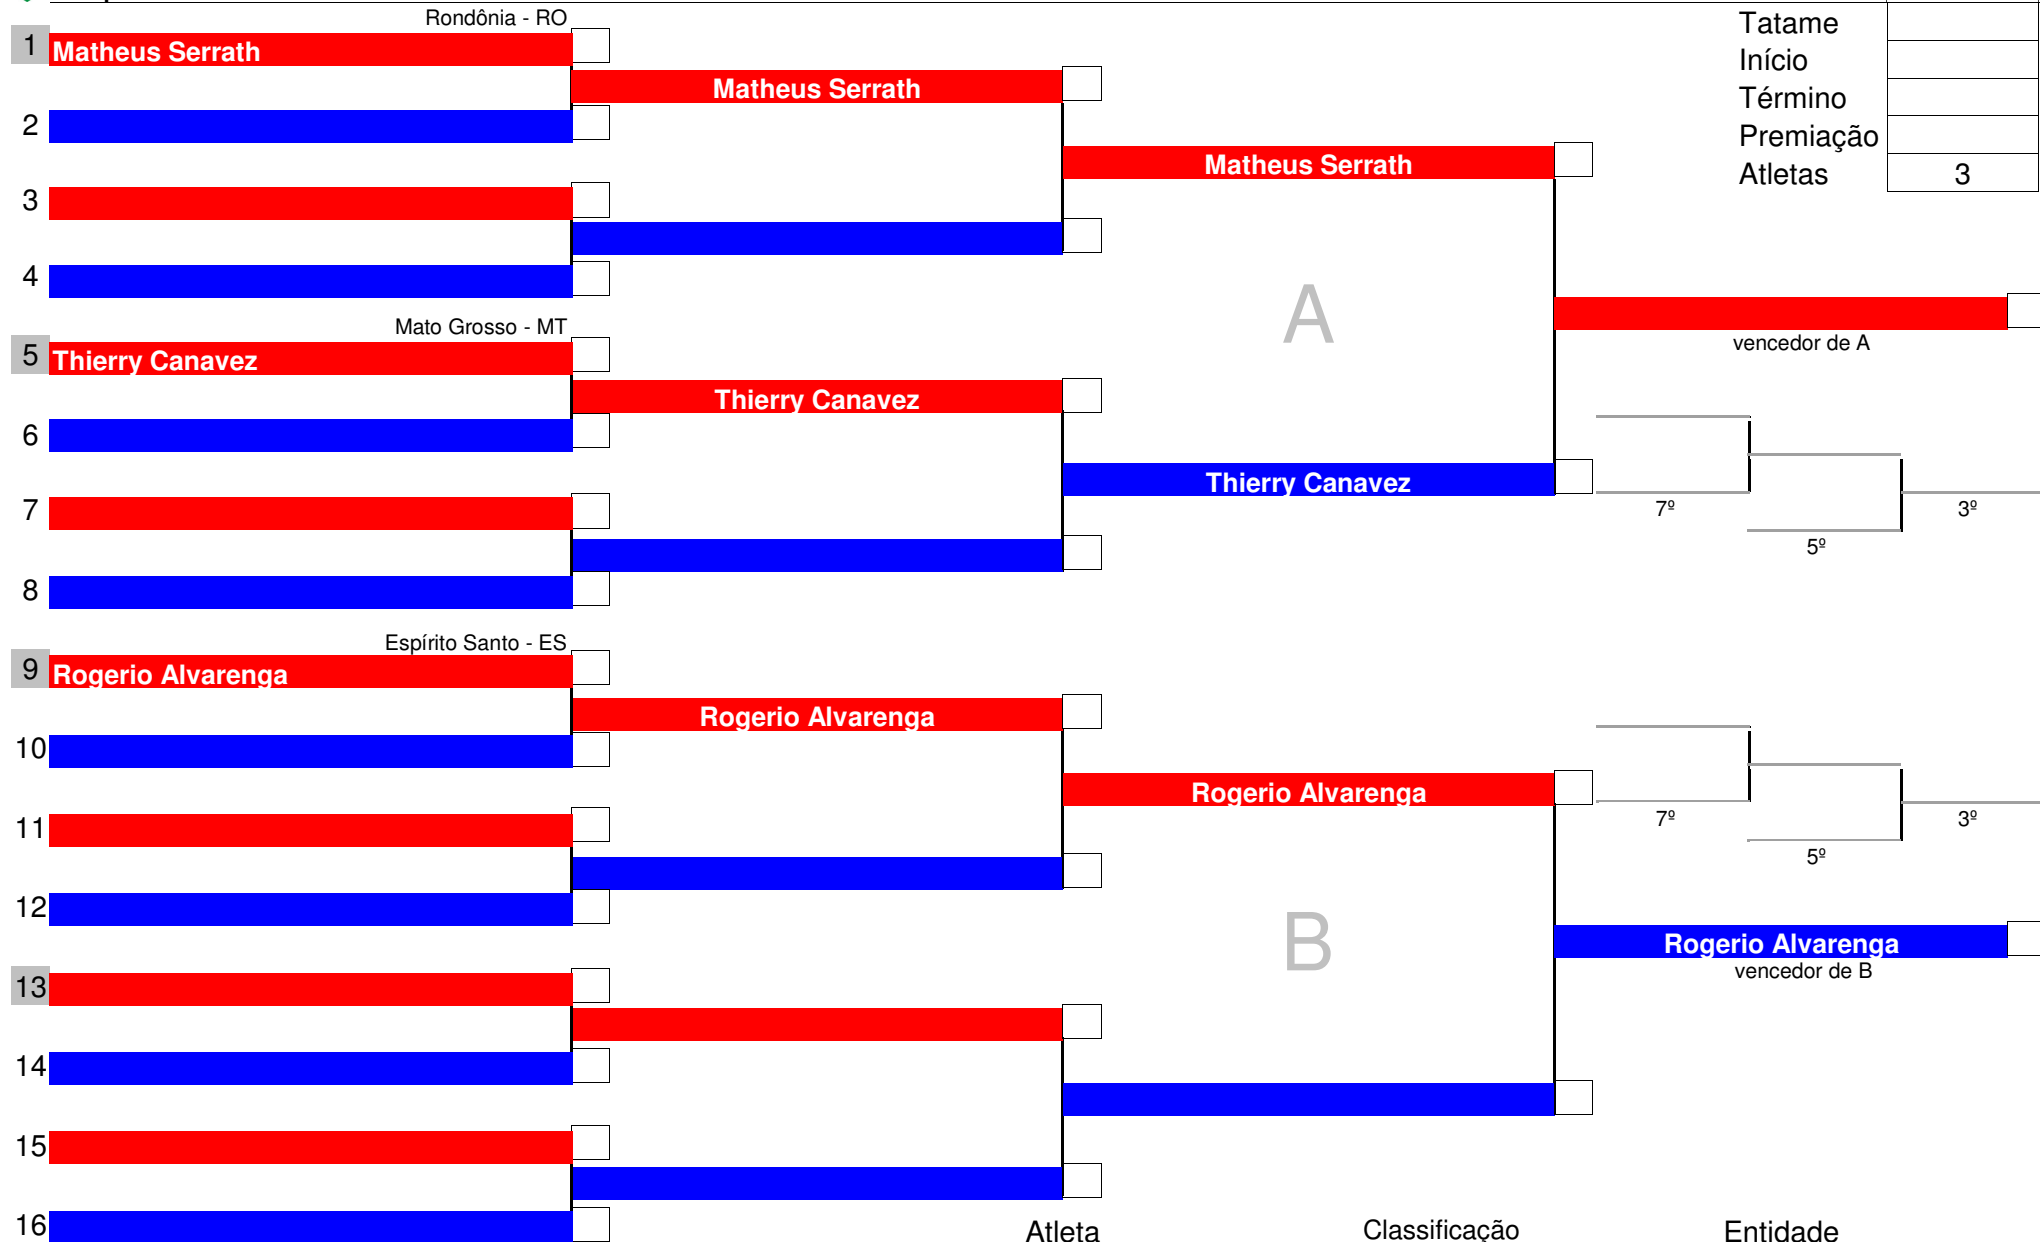 Rondônia - RO
Tatame
1 Matheus Serrath
Início
Matheus Serrath
Término
2
Premiação
Matheus Serrath
Atletas 3
3
4
A
Mato Grosso - MT
vencedor de A
5 Thierry Canavez
Thierry Canavez
6
Thierry Canavez
7
7º 3º
5º
8
Espírito Santo - ES
9 Rogerio Alvarenga
Rogerio Alvarenga
10
Rogerio Alvarenga
11
7º 3º
5º
12
B
Rogerio Alvarenga
vencedor de B
13
14
15
16
Atleta Classificação Entidade